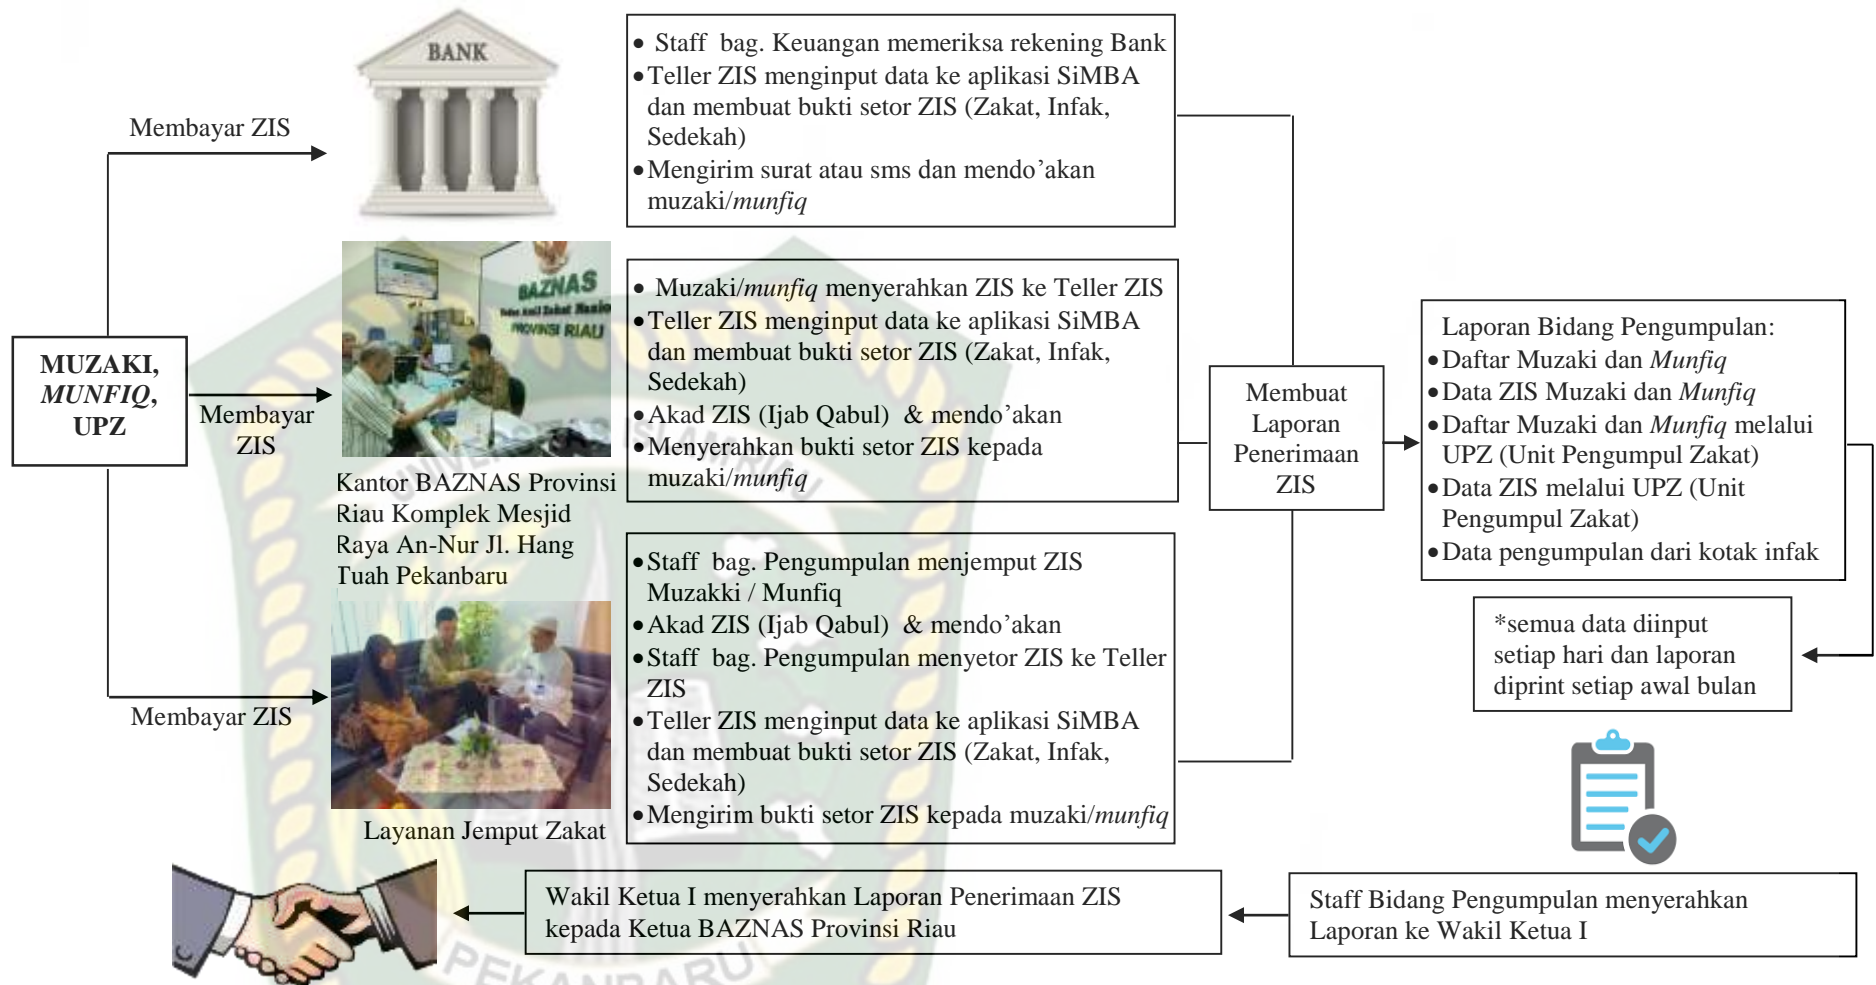 BANK
• Staff bag. Keuangan memeriksa rekening Bank
• Teller ZIS menginput data ke aplikasi SiMBA
dan membuat bukti setor ZIS (Zakat, Infak,
Sedekah)
• Mengirim surat atau sms dan mendo’akan
muzaki/munfiq
Membayar ZIS
MUZAKI,
MUNFIQ,
UPZ
Membayar
ZIS
BAZNAS
Badan Amil Zakat Nasio
PROVINSI RIAU
Kantor BAZNAS Provinsi
Riau Komplek Mesjid
Raya An-Nur Jl. Hang
Tuah Pekanbaru
• Muzaki/munfiq menyerahkan ZIS ke Teller ZIS
• Teller ZIS menginput data ke aplikasi SiMBA
dan membuat bukti setor ZIS (Zakat, Infak,
Sedekah)
• Akad ZIS (Ijab Qabul) & mendo’akan
• Menyerahkan bukti setor ZIS kepada
muzaki/munfiq
Membayar ZIS
Layanan Jemput Zakat
• Staff bag. Pengumpulan menjemput ZIS
Muzakki / Munfiq
• Akad ZIS (Ijab Qabul) & mendo’akan
• Staff bag. Pengumpulan menyetor ZIS ke Teller
ZIS
• Teller ZIS menginput data ke aplikasi SiMBA
dan membuat bukti setor ZIS (Zakat, Infak,
Sedekah)
• Mengirim bukti setor ZIS kepada muzaki/munfiq
Membuat
Laporan
Penerimaan
ZIS
Laporan Bidang Pengumpulan:
• Daftar Muzaki dan Munfiq
• Data ZIS Muzaki dan Munfiq
• Daftar Muzaki dan Munfiq melalui
UPZ (Unit Pengumpul Zakat)
• Data ZIS melalui UPZ (Unit
Pengumpul Zakat)
• Data pengumpulan dari kotak infak
*semua data diinput
setiap hari dan laporan
diprint setiap awal bulan
Staff Bidang Pengumpulan menyerahkan
Laporan ke Wakil Ketua I
Wakil Ketua I menyerahkan Laporan Penerimaan ZIS
kepada Ketua BAZNAS Provinsi Riau
UNIVERSITAS ISLAM RIAU
PEKANBARU